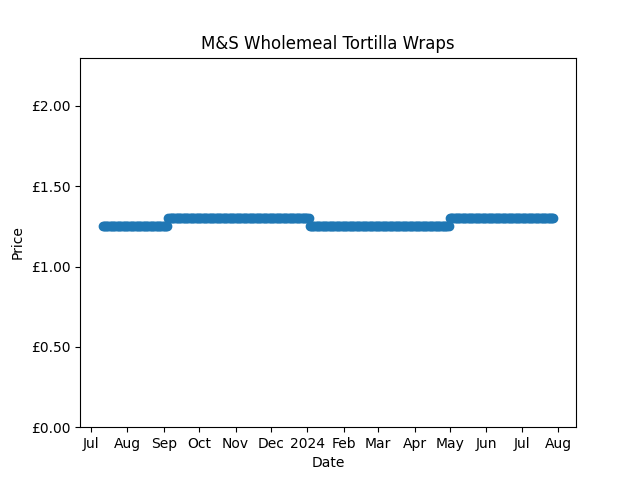 M&S Wholemeal Tortilla Wraps
Price
£2.00
£1.50
£1.00
£0.50
£0.00
Jul Aug Sep Oct Nov Dec 2024 Feb Mar Apr May Jun Jul Aug
Date